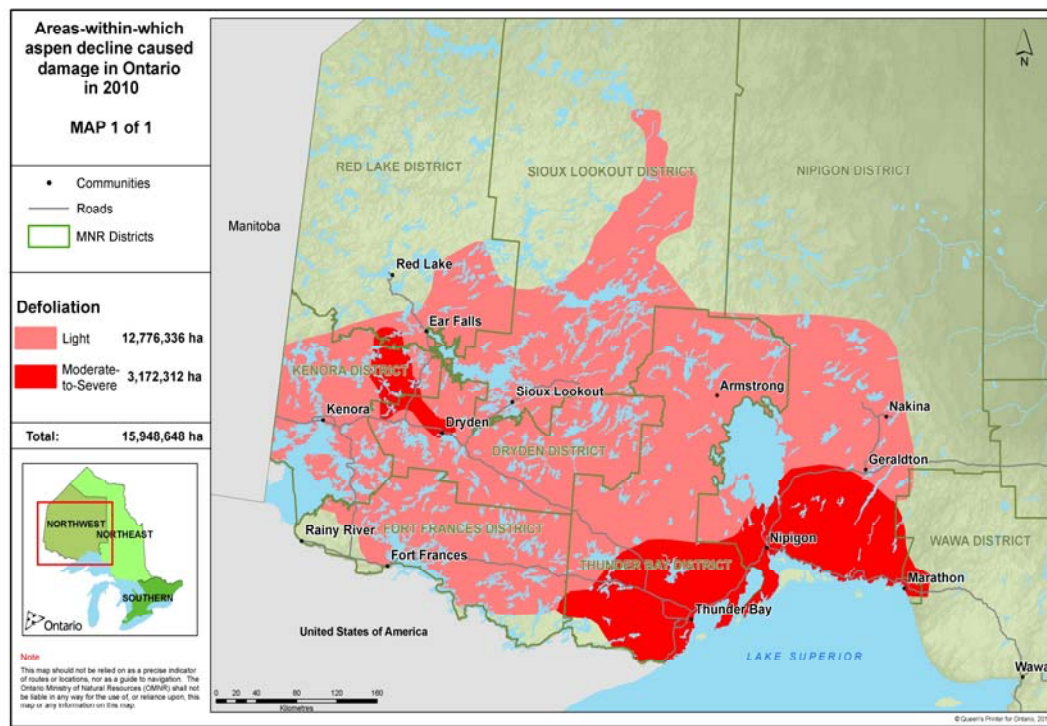 Areas-within-which
aspen decline caused
damage in Ontario
in 2010
MAP 1 of 1
Communities
Roads
MNR Districts
Defoliation
Light 12,776,336 ha
Moderate-
to-Severe 3,172,312 ha
Total: 15,948,648 ha
NORTHWEST
NORTHEAST
SOUTHERN
Ontario
Note
This map should not be relied on as a precise indicator
of routes or locations, nor as a guide to navigation. The
Ontario Ministry of Natural Resources (OMNR) shall not
be liable in any way for the use of, or reliance upon, this
map or any information on this map.
N
RED LAKE DISTRICT
SIOUX LOOKOUT DISTRICT
NIPIGON DISTRICT
Manitoba
Red Lake
Ear Falls
KENORA DISTRICT
Sioux Lookout
Armstrong
Kenora
Dryden
Nakina
DRYDEN DISTRICT
Geraldton
Rainy River
FORT FRANCES DISTRICT
Nipigon
WAWA DISTRICT
Fort Frances
THUNDER BAY DISTRICT
Marathon
Thunder Bay
United States of America
LAKE SUPERIOR
Wawa
0 20 40 80 120 160
Kilometres
© Queen's Printer for Ontario,